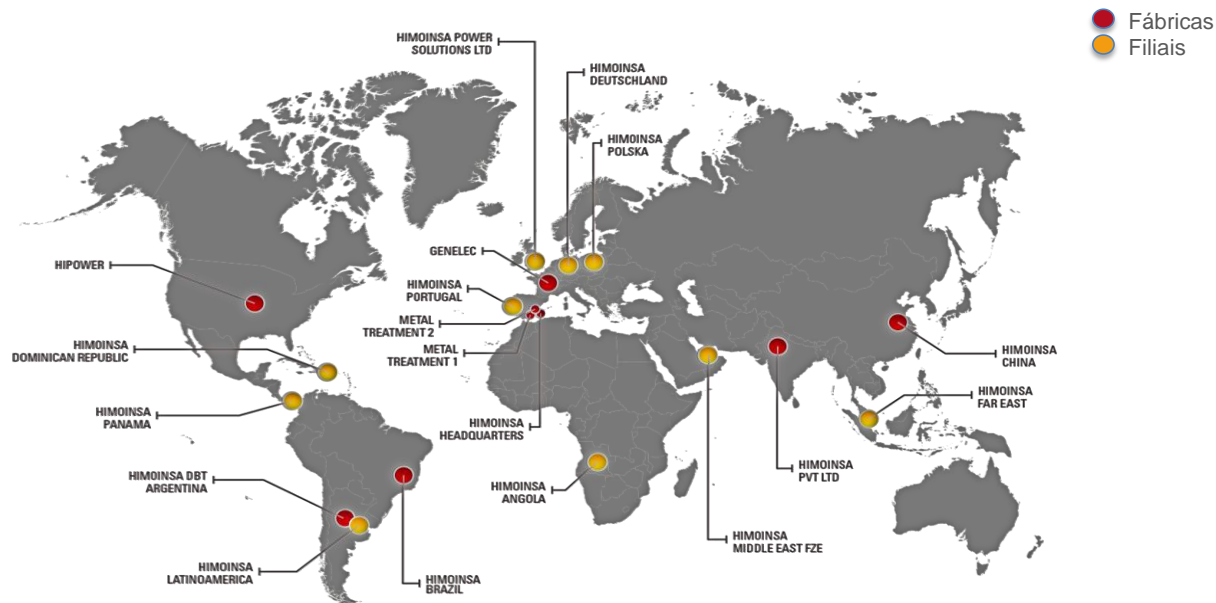 Fábricas
Filiais
HIMOINSA POWER
SOLUTIONS LTD
HIMOINSA
DEUTSCHLAND
HIMOINSA
POLSKA
GENELEC
HIPOWER
HIMOINSA
PORTUGAL
METAL
TREATMENT 2
METAL
TREATMENT 1
HIMOINSA
DOMINICAN REPUBLIC
HIMOINSA
CHINA
HIMOINSA
FAR EAST
HIMOINSA
PANAMA
HIMOINSA
HEADQUARTERS
HIMOINSA
PVT LTD
HIMOINSA DBT
ARGENTINA
HIMOINSA
ANGOLA
HIMOINSA
MIDDLE EAST FZE
HIMOINSA
LATINOAMERICA
HIMOINSA
BRAZIL